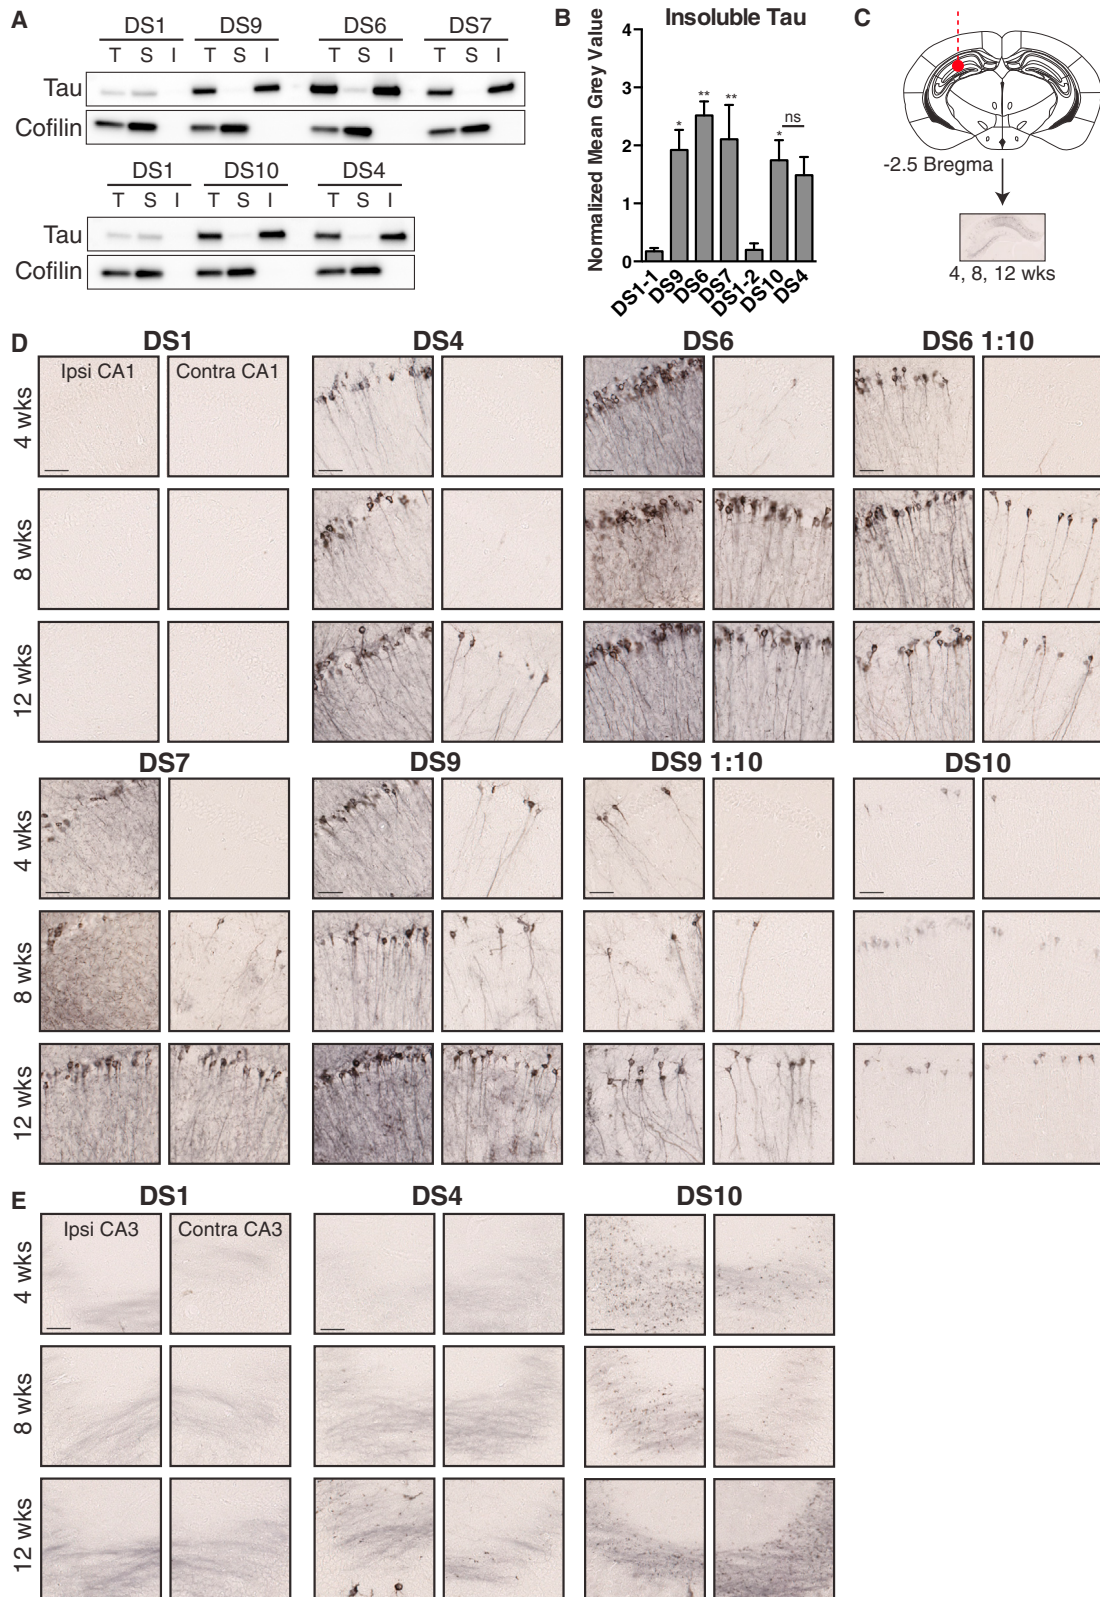 A
DS1 DS9 DS6 DS7
T S I T S I T S I T S I
Tau
Cofilin
DS1 DS10 DS4
T S I T S I T S I
Tau
Cofilin
B
Insoluble Tau
Normalized Mean Grey Value
4
3
2
1
0
* ** ** * ns
DS1-1 DS9 DS6 DS7 DS1-2 DS10 DS4
C
-2.5 Bregma
4, 8, 12 wks
D
DS1 DS4 DS6 DS6 1:10
Ipsi CA1 Contra CA1
4 wks
8 wks
12 wks
DS7 DS9 DS9 1:10 DS10
4 wks
8 wks
12 wks
E
DS1 DS4 DS10
Ipsi CA3 Contra CA3
4 wks
8 wks
12 wks